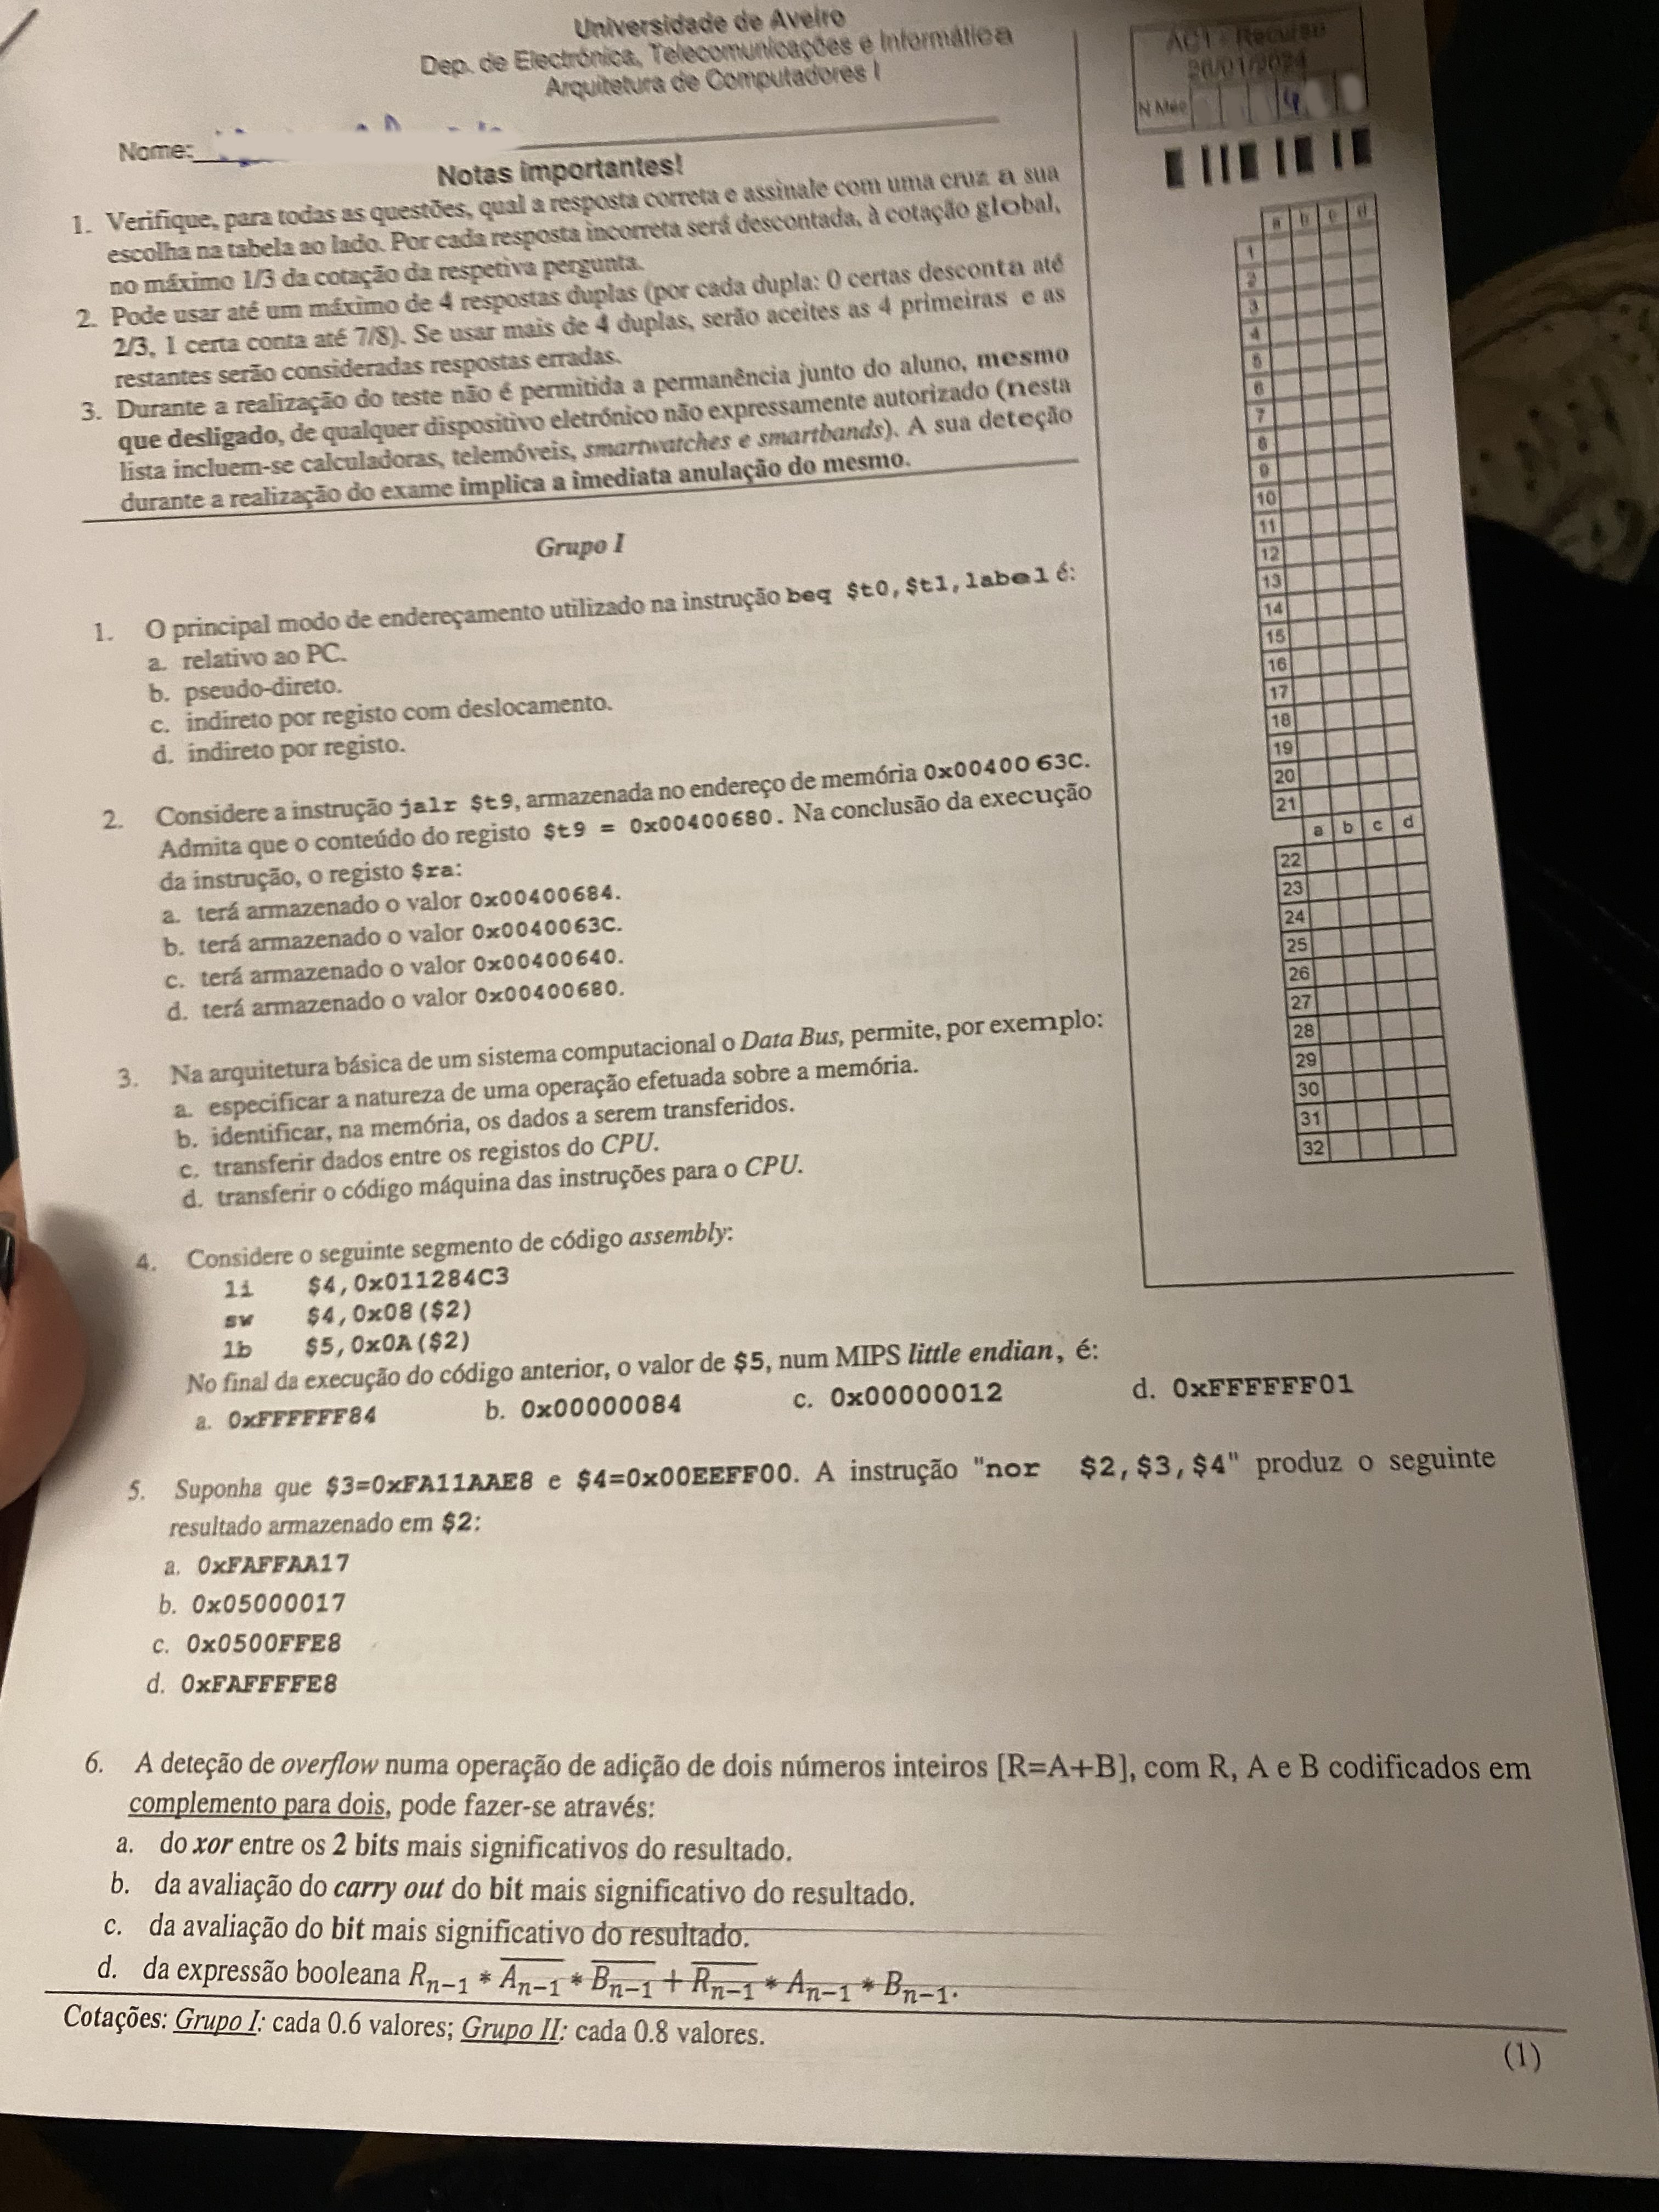 Universidade de Aveiro
Dep. de Electrónica, Telecomunicações e Informática
Arquitetura de Computadores I
AC1 - Recurso
26/01/2024
N Mec
Nome:
Notas importantes!
1. Verifique, para todas as questões, qual a resposta correta e assinale com uma cruz a sua
escolha na tabela ao lado. Por cada resposta incorreta será descontada, à cotação global,
no máximo 1/3 da cotação da respetiva pergunta.
2. Pode usar até um máximo de 4 respostas duplas (por cada dupla: 0 certas desconta até
2/3, 1 certa conta até 7/8). Se usar mais de 4 duplas, serão aceites as 4 primeiras e as
restantes serão consideradas respostas erradas.
3. Durante a realização do teste não é permitida a permanência junto do aluno, mesmo
que desligado, de qualquer dispositivo eletrónico não expressamente autorizado (nesta
lista incluem-se calculadoras, telemóveis, smartwatches e smartbands). A sua deteção
durante a realização do exame implica a imediata anulação do mesmo.
a b c d
1
2
3
4
5
6
7
8
9
10
11
12
13
14
15
16
17
18
19
20
21
a b c d
22
23
24
25
26
27
28
29
30
31
32
Grupo I
1. O principal modo de endereçamento utilizado na instrução beq $t0,$t1,label é:
a. relativo ao PC.
b. pseudo-direto.
c. indireto por registo com deslocamento.
d. indireto por registo.
2. Considere a instrução jalr $t9, armazenada no endereço de memória 0x0040063C.
Admita que o conteúdo do registo $t9 = 0x00400680. Na conclusão da execução
da instrução, o registo $ra:
a. terá armazenado o valor 0x00400684.
b. terá armazenado o valor 0x0040063C.
c. terá armazenado o valor 0x00400640.
d. terá armazenado o valor 0x00400680.
3. Na arquitetura básica de um sistema computacional o Data Bus, permite, por exemplo:
a. especificar a natureza de uma operação efetuada sobre a memória.
b. identificar, na memória, os dados a serem transferidos.
c. transferir dados entre os registos do CPU.
d. transferir o código máquina das instruções para o CPU.
4. Considere o seguinte segmento de código assembly:
li $4,0x011284C3
sw $4,0x08($2)
lb $5,0x0A($2)
No final da execução do código anterior, o valor de $5, num MIPS little endian, é:
a. 0xFFFFFF84 b. 0x00000084 c. 0x00000012 d. 0xFFFFFF01
5. Suponha que $3=0xFA11AAE8 e $4=0x00EEFF00. A instrução "nor $2,$3,$4" produz o seguinte
resultado armazenado em $2:
a. 0xFAFFAA17
b. 0x05000017
c. 0x0500FFE8
d. 0xFAFFFFE8
6. A deteção de overflow numa operação de adição de dois números inteiros [R=A+B], com R, A e B codificados em
complemento para dois, pode fazer-se através:
a. do xor entre os 2 bits mais significativos do resultado.
b. da avaliação do carry out do bit mais significativo do resultado.
c. da avaliação do bit mais significativo do resultado.
d. da expressão booleana $R_{n-1} * \overline{A_{n-1}} * \overline{B_{n-1}} + \overline{R_{n-1}} * A_{n-1} * B_{n-1}$.
Cotações: Grupo I: cada 0.6 valores; Grupo II: cada 0.8 valores.
(1)